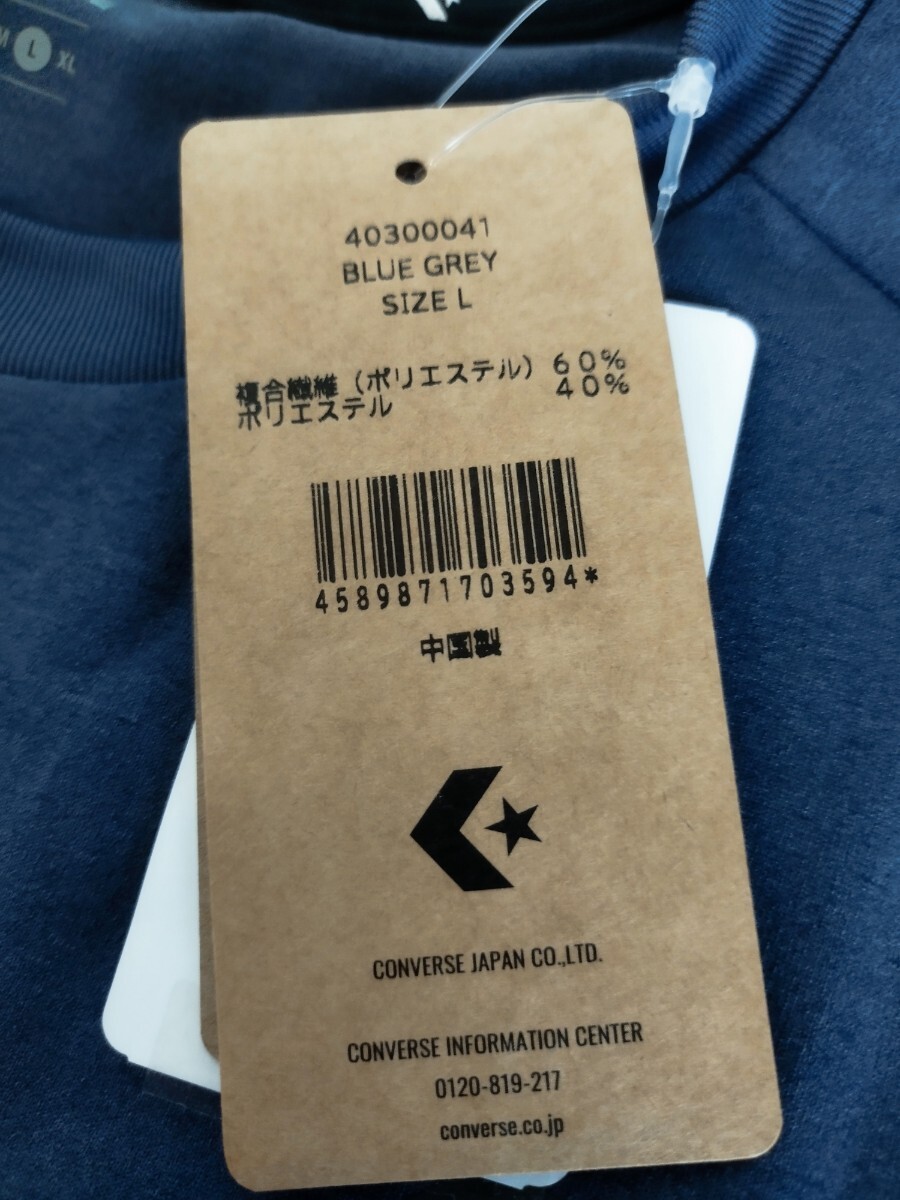 M L XL
40300041
BLUE GREY
SIZE L
複合繊維(ポリエステル) 60%
ポリエステル 40%
4589871703594*
中国製
CONVERSE JAPAN CO.,LTD.
CONVERSE INFORMATION CENTER
0120-819-217
converse.co.jp